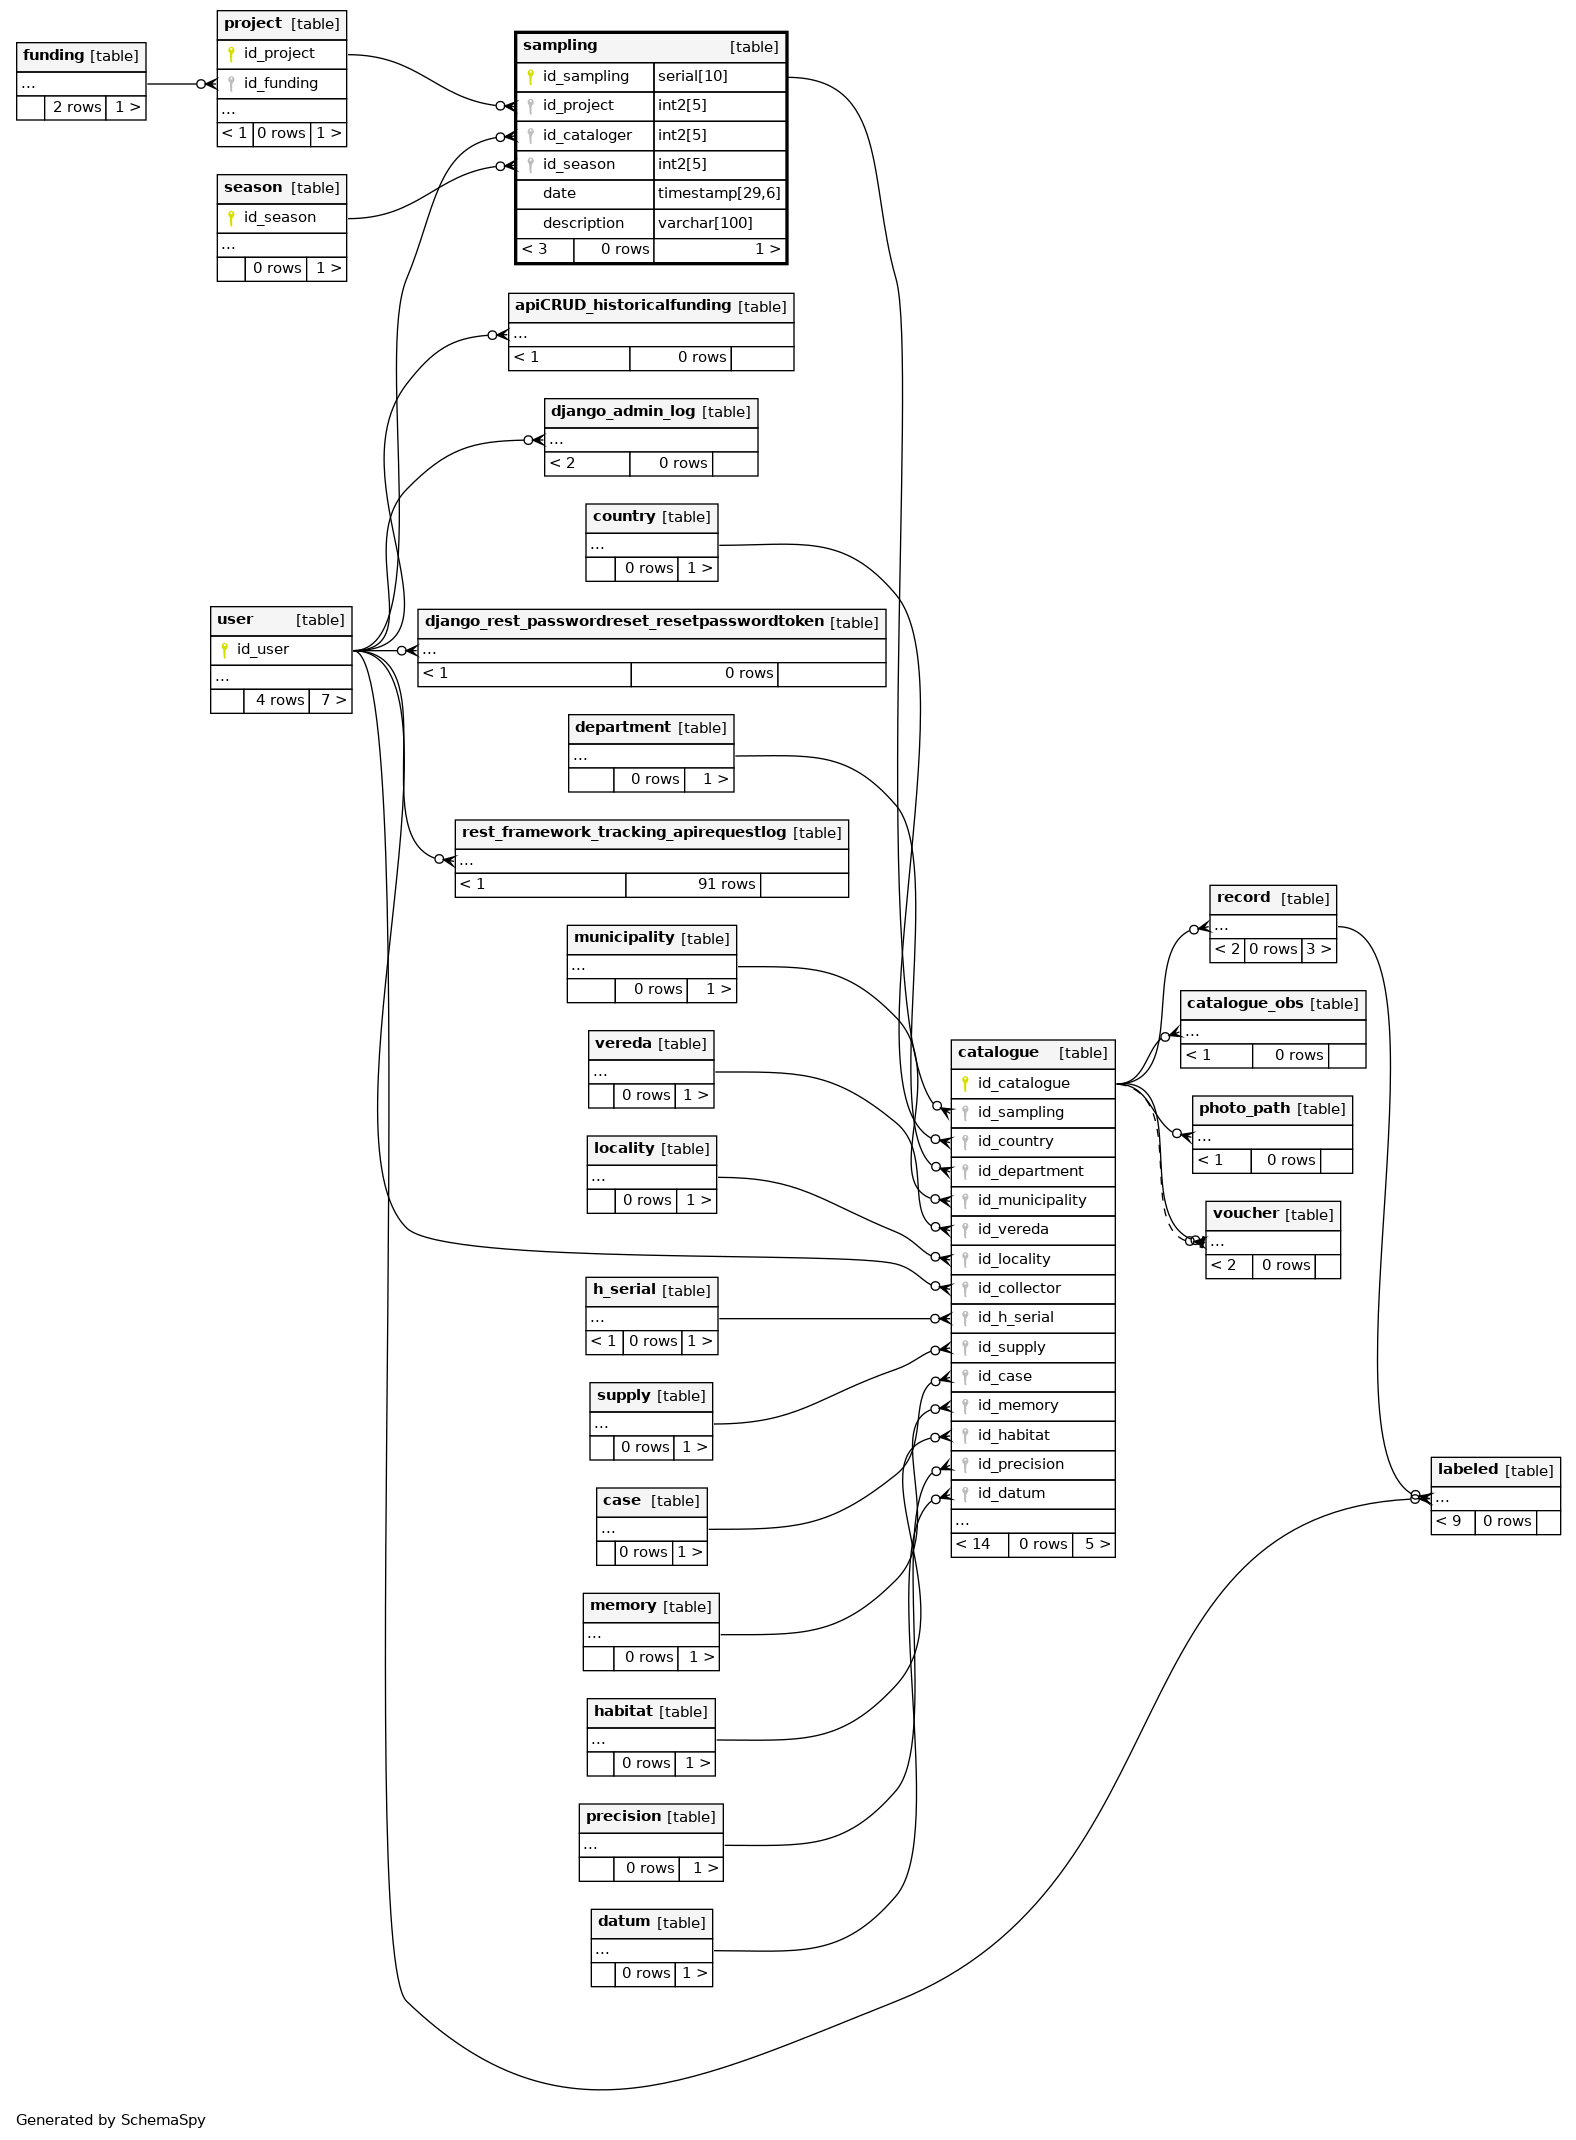 funding [table]
...
2 rows 1 >
project [table]
id_project
id_funding
...
< 1 0 rows 1 >
season [table]
id_season
...
0 rows 1 >
sampling [table]
id_sampling serial[10]
id_project int2[5]
id_cataloger int2[5]
id_season int2[5]
date timestamp[29,6]
description varchar[100]
< 3 0 rows 1 >
apiCRUD_historicalfunding [table]
...
< 1 0 rows
django_admin_log [table]
...
< 2 0 rows
country [table]
...
0 rows 1 >
user [table]
id_user
...
4 rows 7 >
django_rest_passwordreset_resetpasswordtoken [table]
...
< 1 0 rows
department [table]
...
0 rows 1 >
rest_framework_tracking_apirequestlog [table]
...
< 1 91 rows
municipality [table]
...
0 rows 1 >
vereda [table]
...
0 rows 1 >
locality [table]
...
0 rows 1 >
h_serial [table]
...
< 1 0 rows 1 >
supply [table]
...
0 rows 1 >
case [table]
...
0 rows 1 >
memory [table]
...
0 rows 1 >
habitat [table]
...
0 rows 1 >
precision [table]
...
0 rows 1 >
datum [table]
...
0 rows 1 >
catalogue [table]
id_catalogue
id_sampling
id_country
id_department
id_municipality
id_vereda
id_locality
id_collector
id_h_serial
id_supply
id_case
id_memory
id_habitat
id_precision
id_datum
...
< 14 0 rows 5 >
record [table]
...
< 2 0 rows 3 >
catalogue_obs [table]
...
< 1 0 rows
photo_path [table]
...
< 1 0 rows
voucher [table]
...
< 2 0 rows
labeled [table]
...
< 9 0 rows
Generated by SchemaSpy